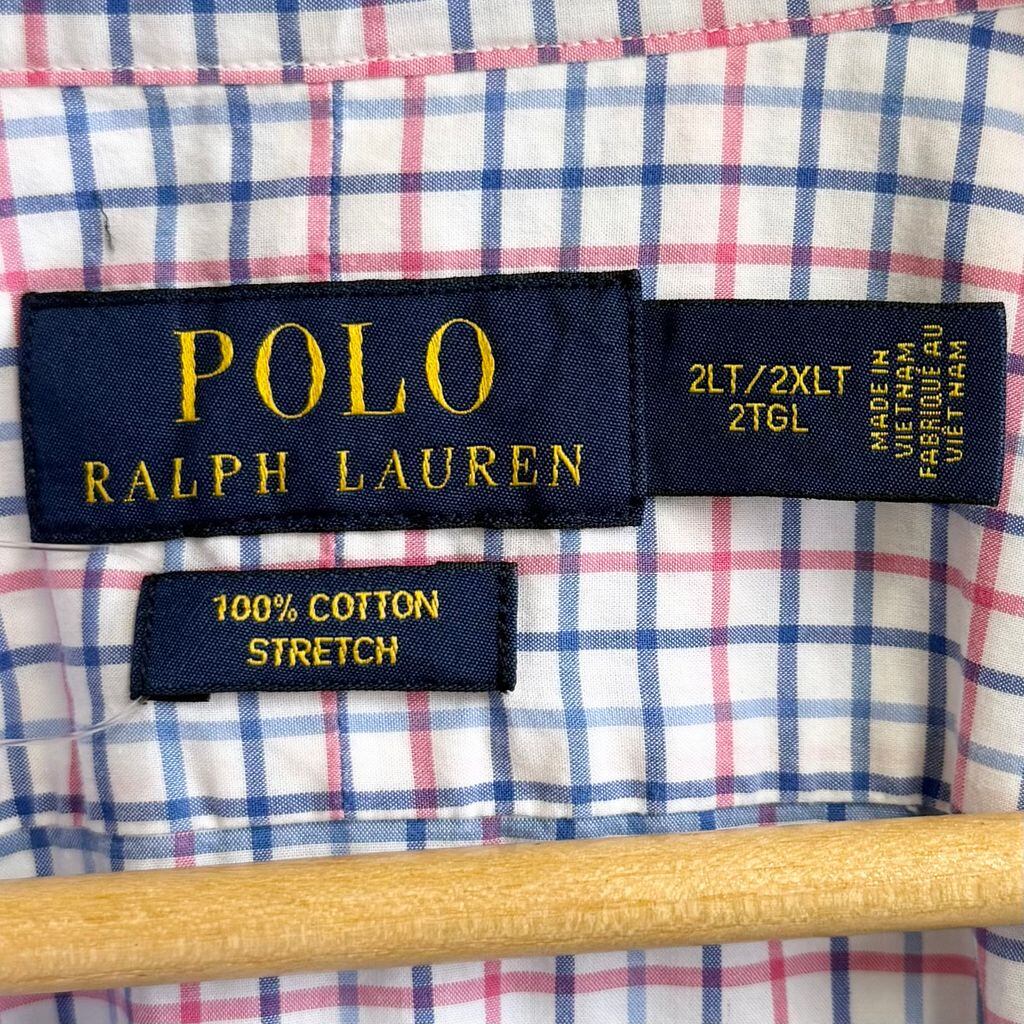 POLO
RALPH LAUREN
2LT/2XLT
2TGL
MADE IN
VIETNAM
FABRIQUÉ AU
VIÊT NAM
100% COTTON
STRETCH